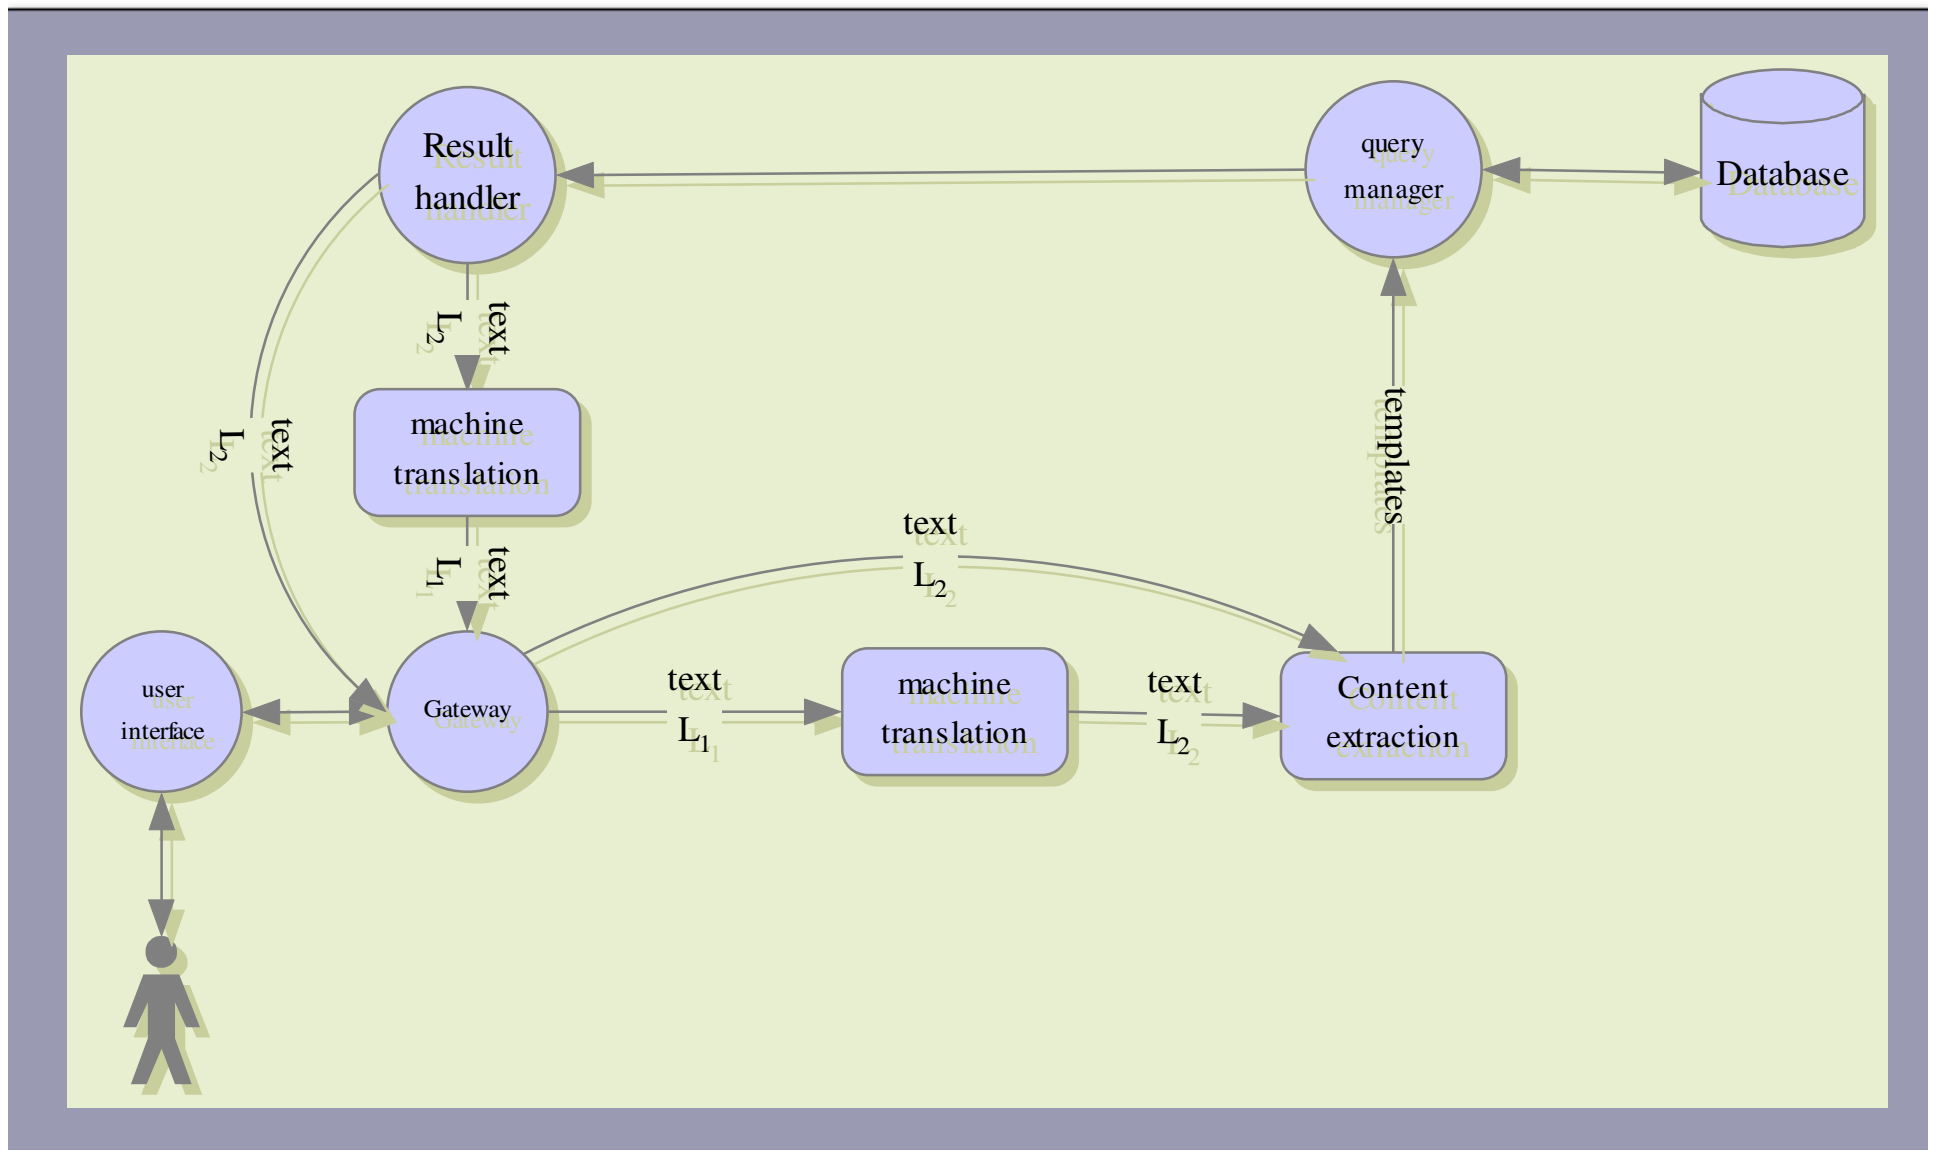 Result
handler
query
manager
Database
text
L2
text
L2
machine
translation
templates
text
L2
text
L1
user
interface
Gateway
text
L1
machine
translation
text
L2
Content
extraction